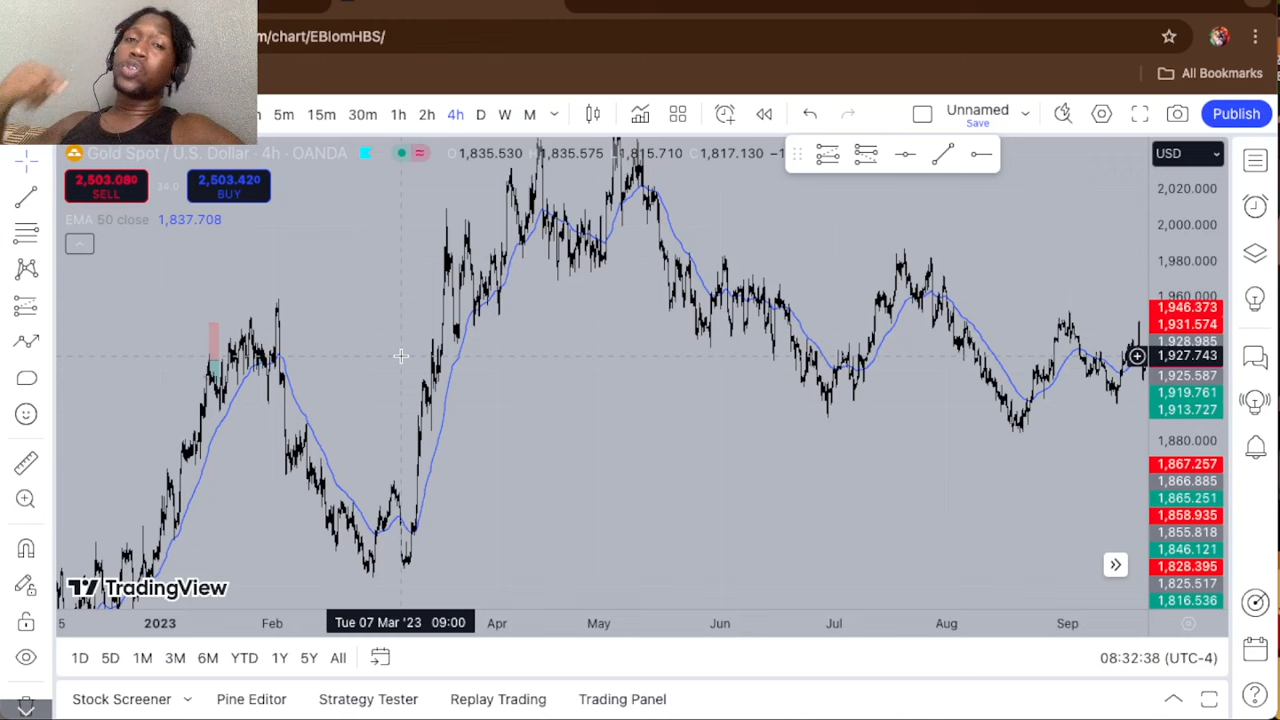 m/chart/EBIomHBS/
All Bookmarks
5m 15m 30m 1h 2h 4h D W M
Unnamed
Save
Publish
Gold Spot / U.S. Dollar · 4h · OANDA O1,835.530 H1,835.575 L1,815.710 C1,817.130
USD
2,503.080
SELL
34.0
2,503.420
BUY
EMA 50 close 1,837.708
2,020.000
2,000.000
1,980.000
1,960.000
1,946.373
1,931.574
1,928.985
1,927.743
1,925.587
1,919.761
1,913.727
1,880.000
1,867.257
1,866.885
1,865.251
1,858.935
1,855.818
1,846.121
1,828.395
1,825.517
1,816.536
TradingView
5 2023 Feb Tue 07 Mar '23 09:00 Apr May Jun Jul Aug Sep
1D 5D 1M 3M 6M YTD 1Y 5Y All
08:32:38 (UTC-4)
Stock Screener Pine Editor Strategy Tester Replay Trading Trading Panel